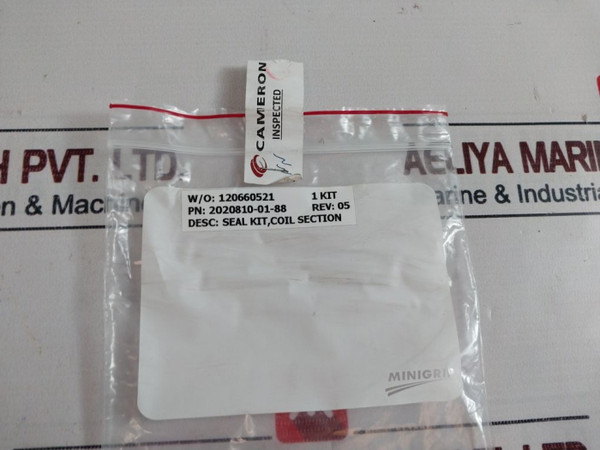 CAMERON
INSPECTED
H PVT. LTD.
AELIYA MARI
& Machin
rine & Industri
W/O: 120660521 1 KIT
PN: 2020810-01-88 REV: 05
DESC: SEAL KIT,COIL SECTION
MINIGRI